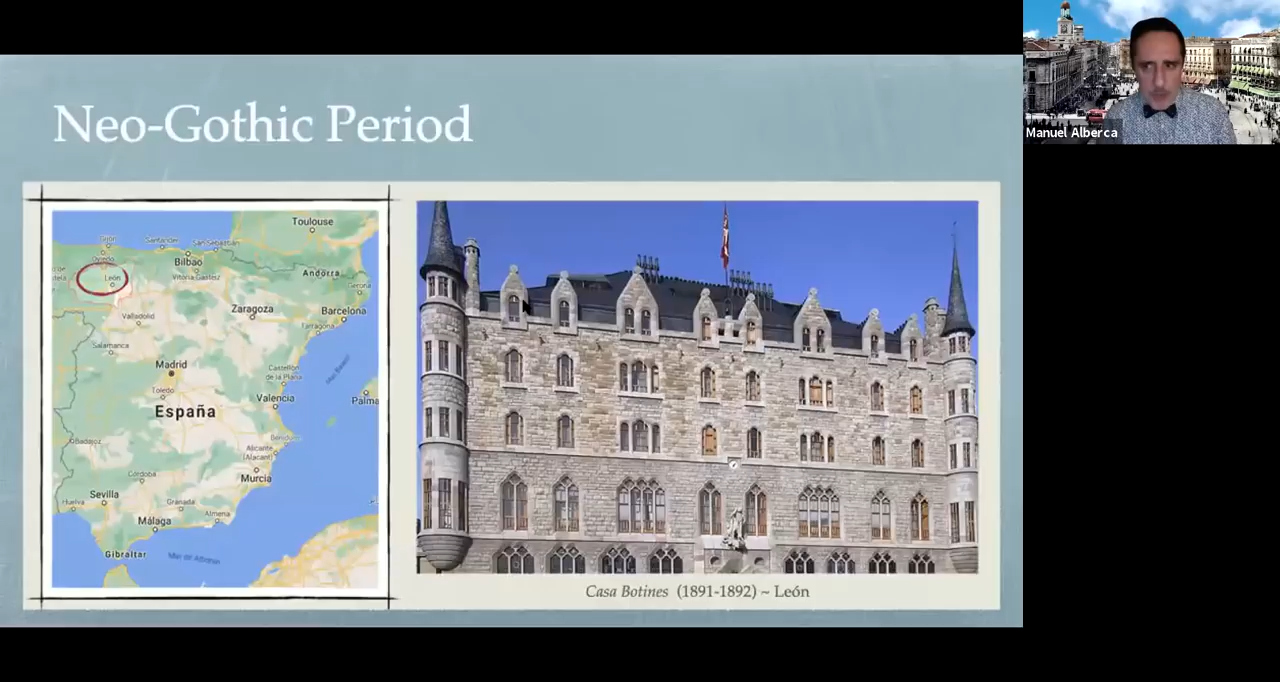 Neo-Gothic Period
Manuel Alberca
Toulouse
Gijón
Oviedo
Santander
San Sebastián
Bilbao
Vitoria-Gasteiz
León
Andorra
Valladolid
Zaragoza
Barcelona
Tarragona
Salamanca
Madrid
Castellón
de la Plana
Toledo
España
Valencia
Palma
Badajoz
Alicante
(Alacant)
Murcia
Córdoba
Sevilla
Huelva
Granada
Almería
Málaga
Gibraltar
Casa Botines (1891-1892) ~ León